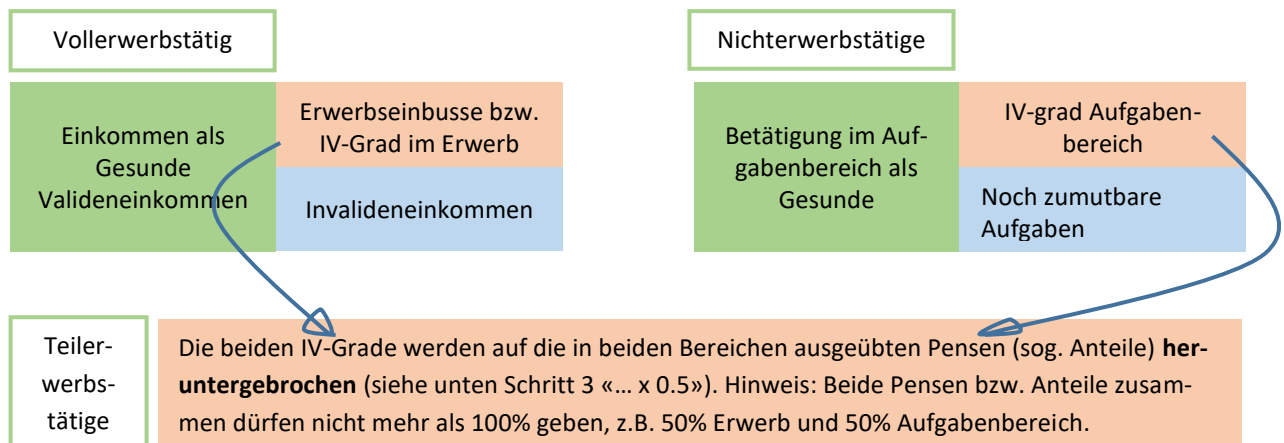 Vollerwerbstätig
Einkommen als
Gesunde
Valideneinkommen
Erwerbseinbusse bzw.
IV-Grad im Erwerb
Invalideneinkommen
Nichterwerbstätige
Betätigung im Auf-
gabenbereich als
Gesunde
IV-grad Aufgaben-
bereich
Noch zumutbare
Aufgaben
Teiler-
werbs-
tätige
Die beiden IV-Grade werden auf die in beiden Bereichen ausgeübten Pensen (sog. Anteile) her-
untergebrochen (siehe unten Schritt 3 «... x 0.5»). Hinweis: Beide Pensen bzw. Anteile zusam-
men dürfen nicht mehr als 100% geben, z.B. 50% Erwerb und 50% Aufgabenbereich.